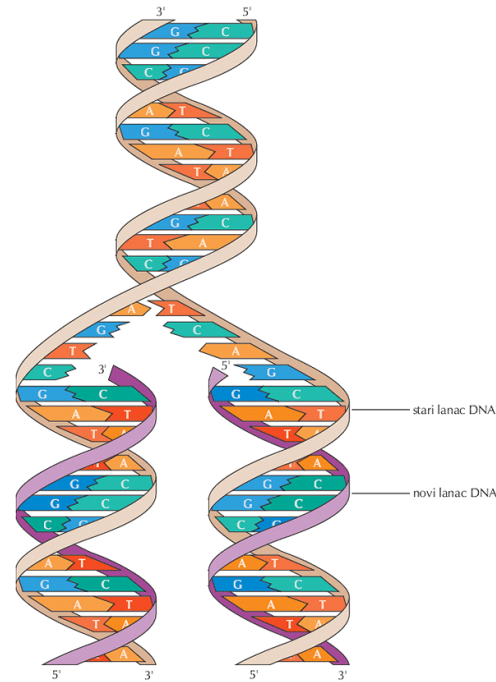 3' 5'
G C
G C
C G
A T
G C
A T
T A
A
G C
T A
C G
A T
G C
T A
C 3' 5' G
G C G C
A T A T stari lanac DNA
T A T A
T A T A
G C G C
novi lanac DNA
G C G C
C G C G
A T A T
G C G C
A T A T
T A T A
T A T A
5' 3' 5' 3'